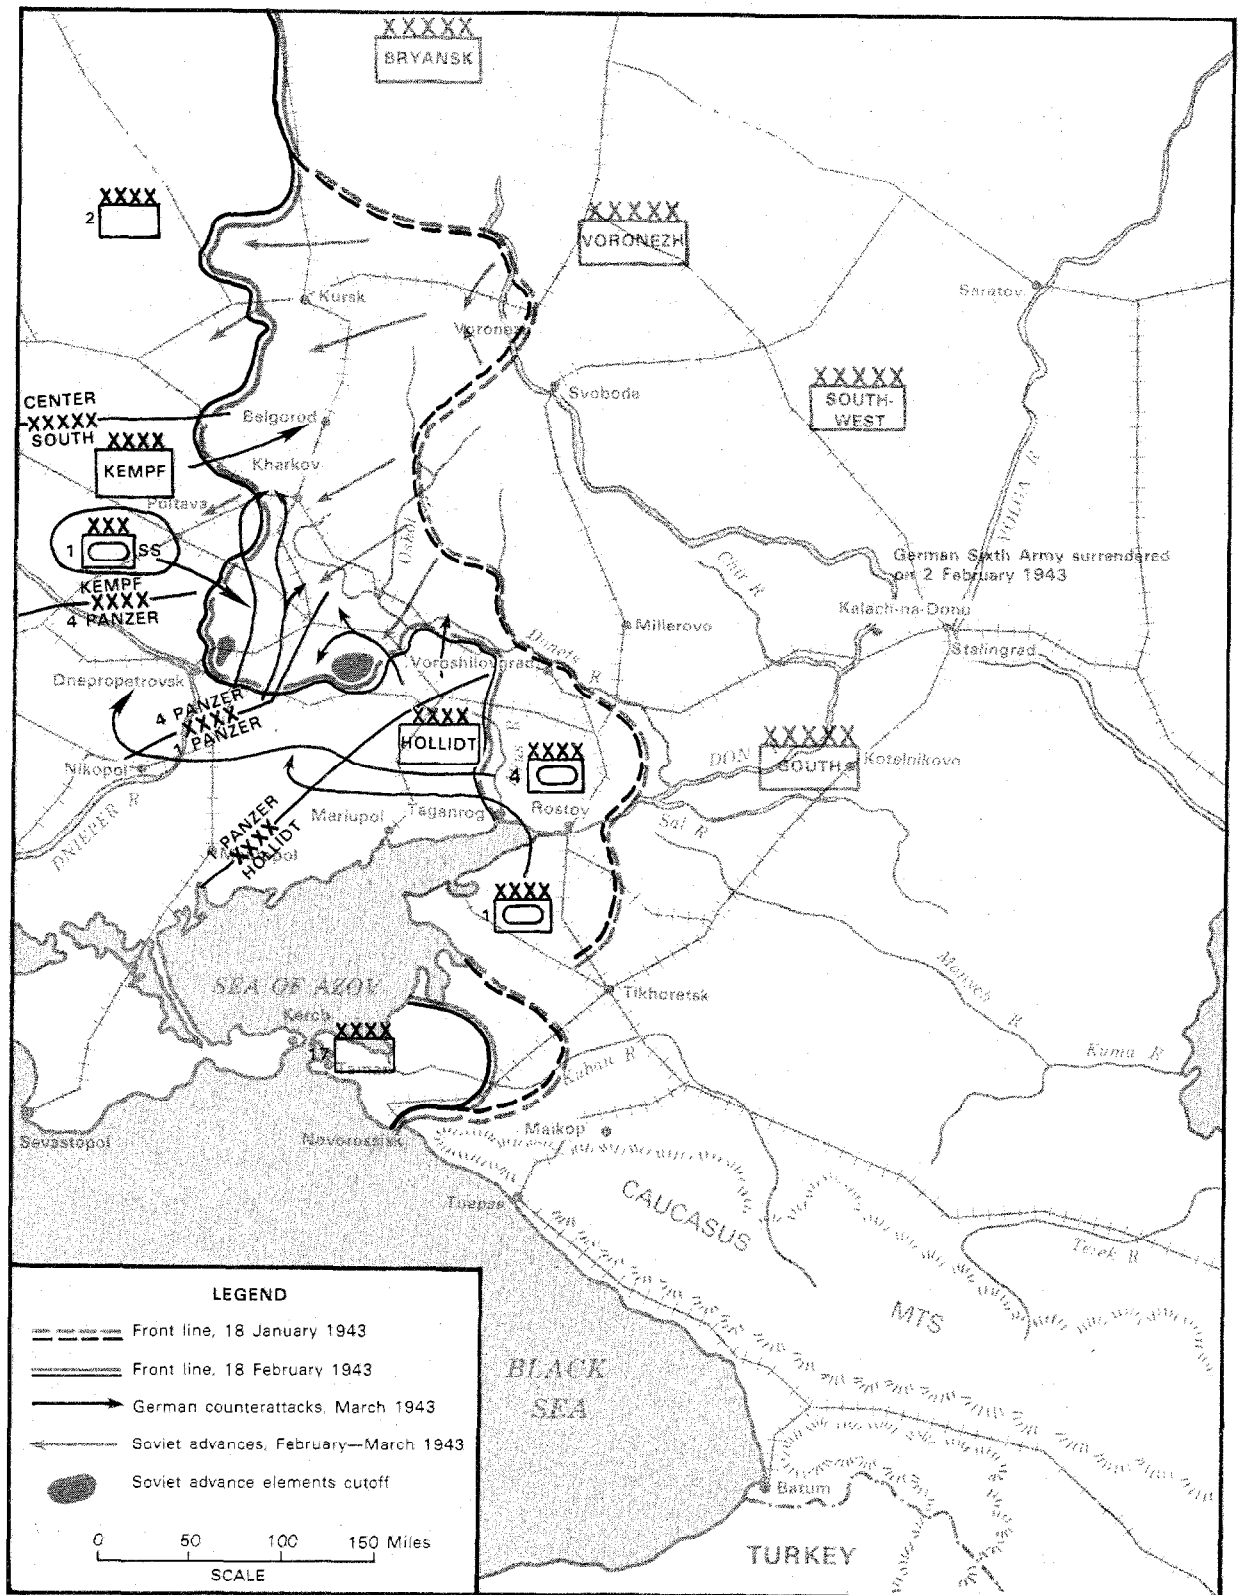 XXXXX
BRYANSK
XXXX
2
XXXXX
VORONEZH
Saratov
Kursk
Svoboda
XXXXX
SOUTH-
WEST
CENTER
XXXXX
SOUTH
Belgorod
XXXX
KEMPF
Kharkov
VOLGA R
Poltava
XXX
1 SS
Oskol
German Sixth Army surrendered
on 2 February 1943
Chir R
KEMPF
XXXX
4 PANZER
Kalach-na-Donu
Millerovo
Stalingrad
Donets R
Voroshilovgrad
Dnepropetrovsk
4 PANZER
XXXX
1 PANZER
XXXX
HOLLIDT
XXXX
4
XXXXX
SOUTH
DON
Kotelnikovo
Nikopol
DNIEPER R
Mariupol
Taganrog
Rostov
Sal R
1 PANZER
XXXX
HOLLIDT
XXXX
1
Manych R
SEA OF AZOV
Tikhoretsk
Kerch
XXXX
17
Taman
Kuban R
Kuma R
Sevastopol
Novorossisk
Maikop
Tuapse
CAUCASUS
MTS
Terek R
LEGEND
Front line, 18 January 1943
Front line, 18 February 1943
German counterattacks, March 1943
Soviet advances, February—March 1943
Soviet advance elements cutoff
0 50 100 150 Miles
SCALE
BLACK
SEA
Batum
TURKEY